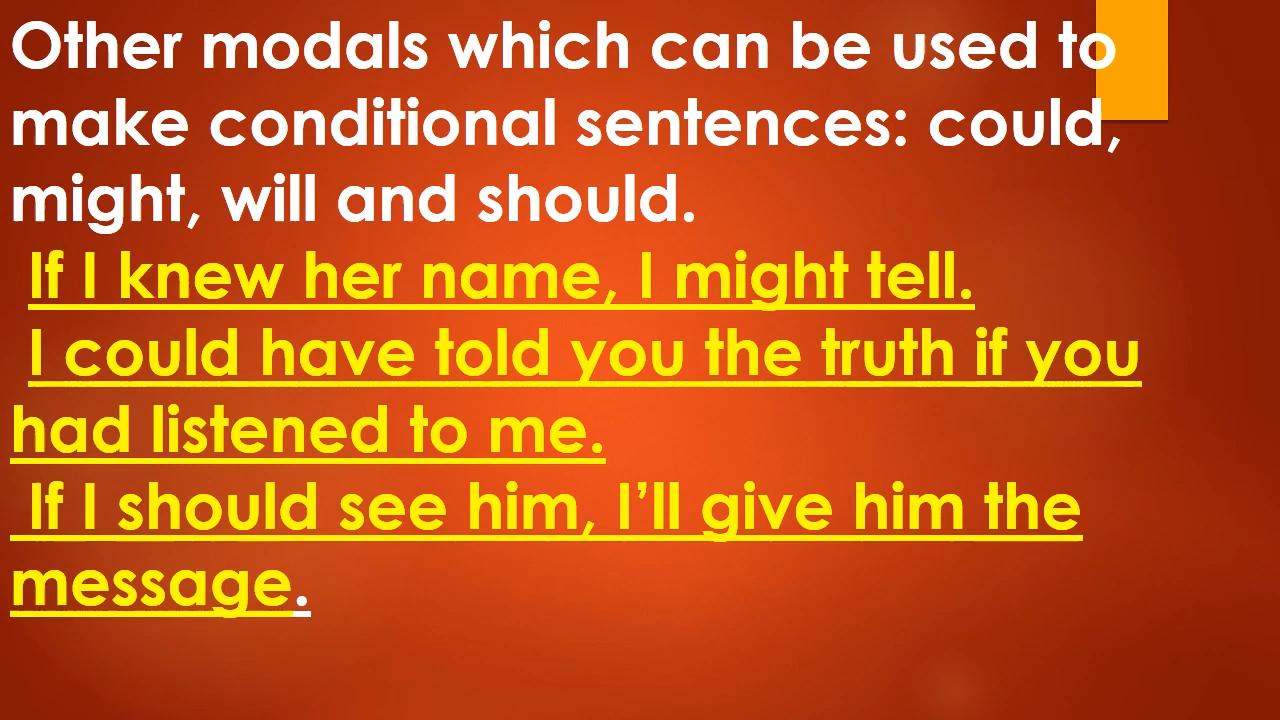 Other modals which can be used to
make conditional sentences: could,
might, will and should.
If I knew her name, I might tell.
I could have told you the truth if you
had listened to me.
If I should see him, I’ll give him the
message.